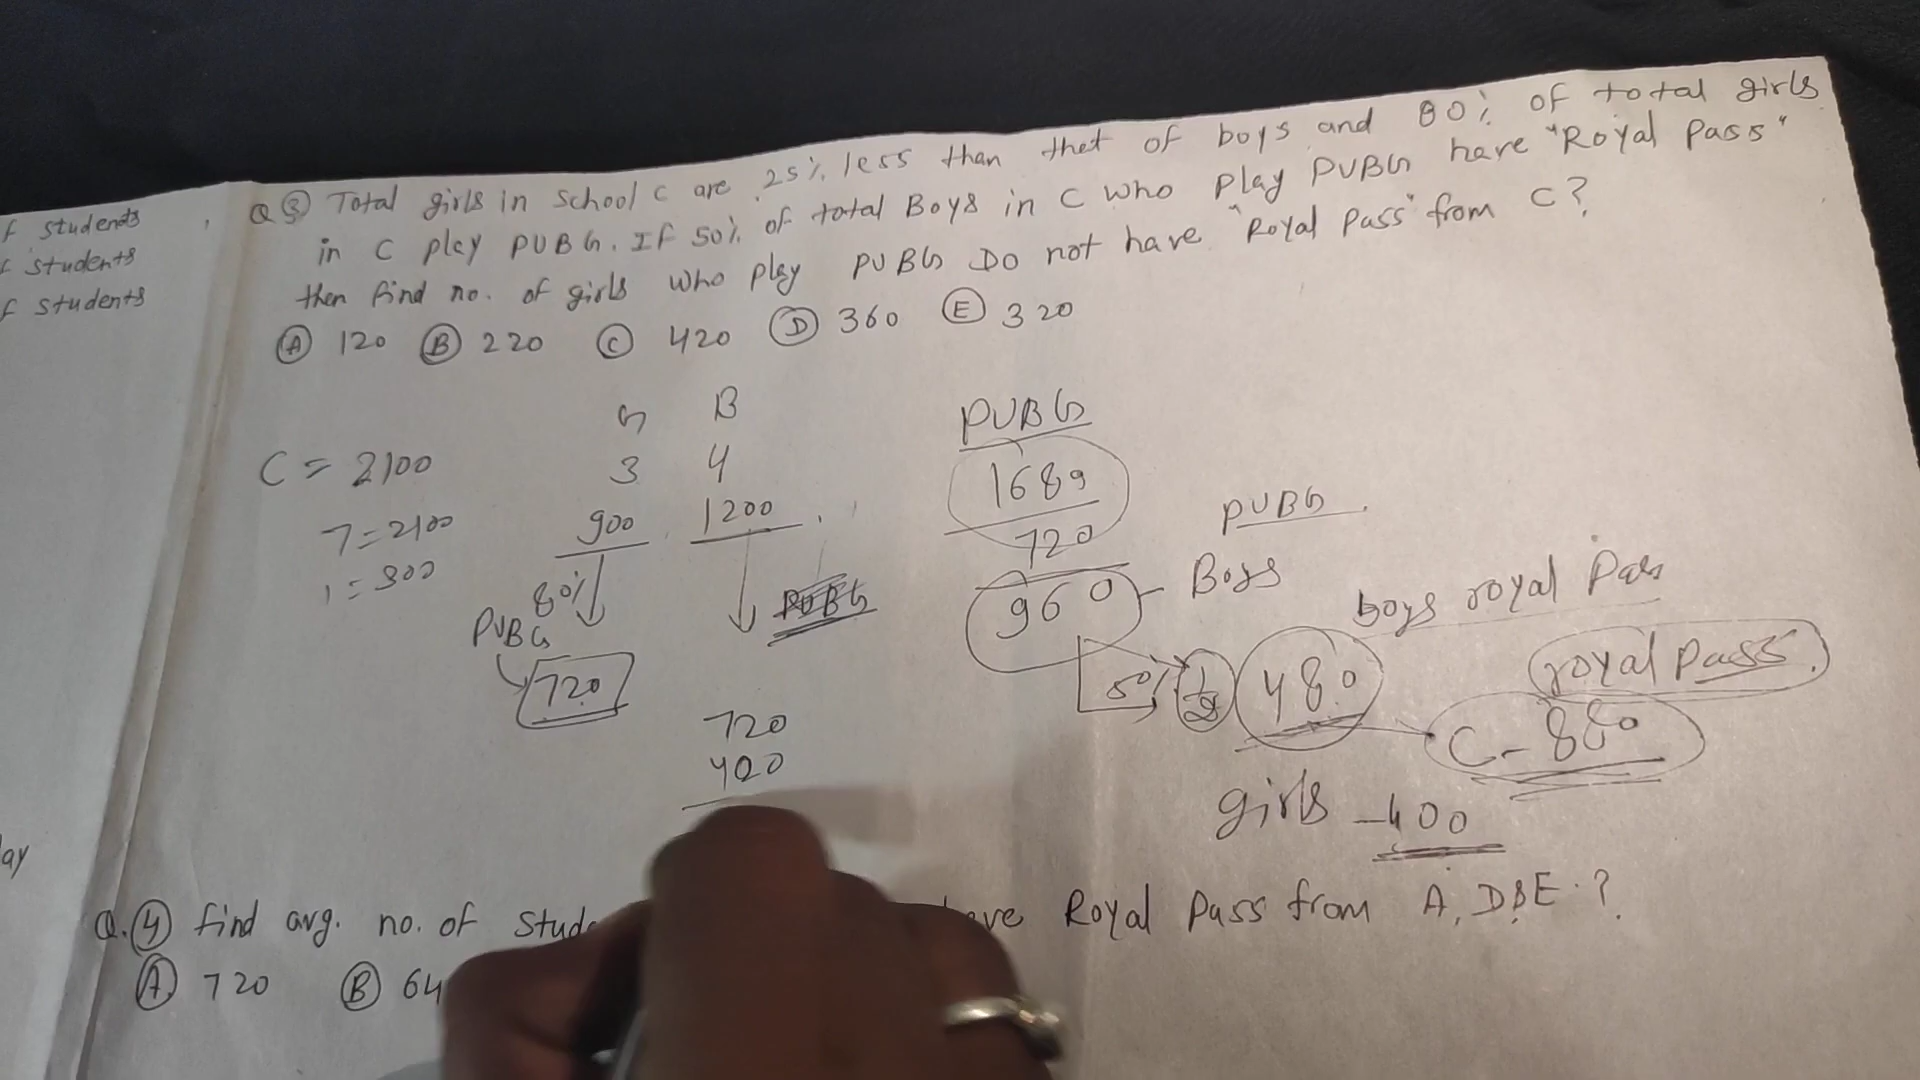 f students
f students
f students
ay
Q③ Total girls in school C are 25% less than that of boys and 80% of total girls
in C play PUBG. If 50% of total Boys in C who play PUBG have "Royal Pass"
then find no. of girls who play PUBG Do not have "Royal Pass" from C?
Ⓐ 120 Ⓑ 220 Ⓒ 420 Ⓓ 360 Ⓔ 320
G B
C = 2100 3 4
7 = 2100 900 1200
1 = 300
80%
PUBG
720
PUBG
720
400
PUBG
1680
720
960 - Boys
PUBG
boys royal Pass
50% 1/2 480
royal pass
C - 880
girls - 400
Q.④ find avg. no. of Stude ave Royal Pass from A, D & E.?
Ⓐ 720 Ⓑ 64